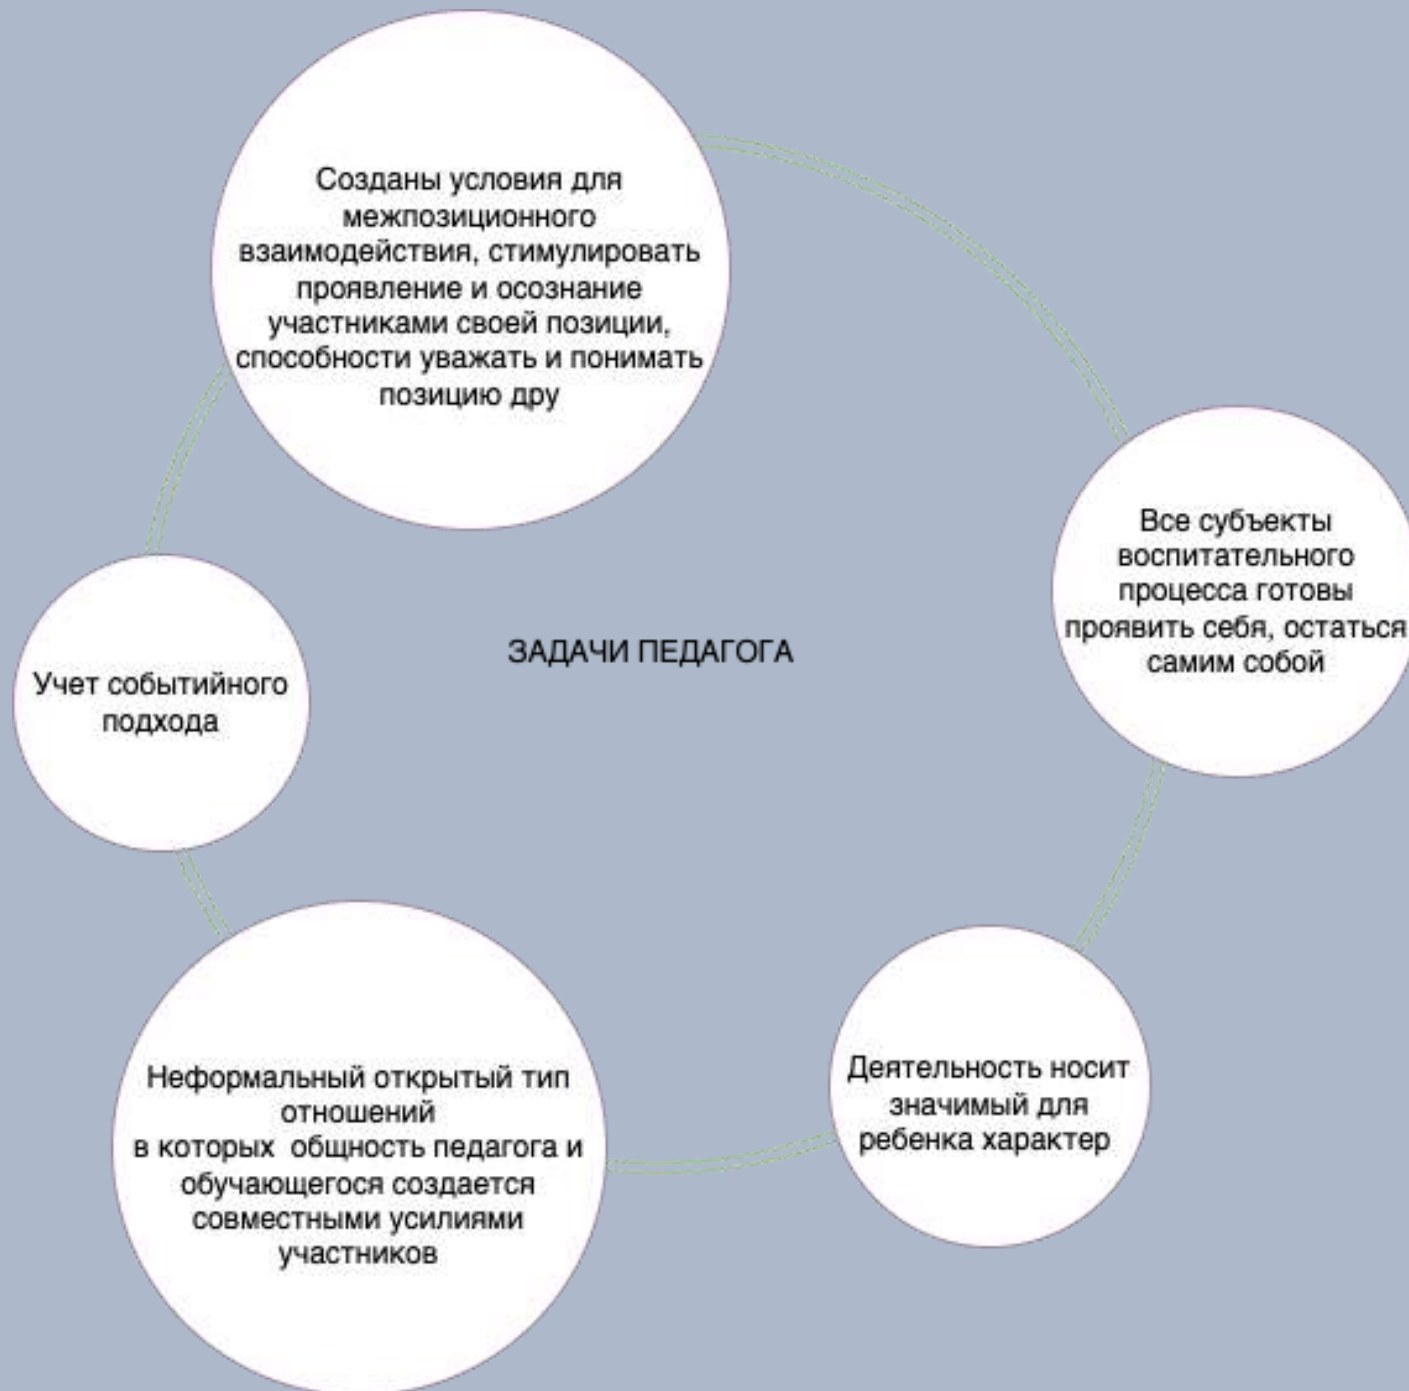 Созданы условия для
межпозиционного
взаимодействия, стимулировать
проявление и осознание
участниками своей позиции,
способности уважать и понимать
позицию дру
Все субъекты
воспитательного
процесса готовы
проявить себя, остаться
самим собой
ЗАДАЧИ ПЕДАГОГА
Учет событийного
подхода
Деятельность носит
значимый для
ребенка характер
Неформальный открытый тип
отношений
в которых общность педагога и
обучающегося создается
совместными усилиями
участников